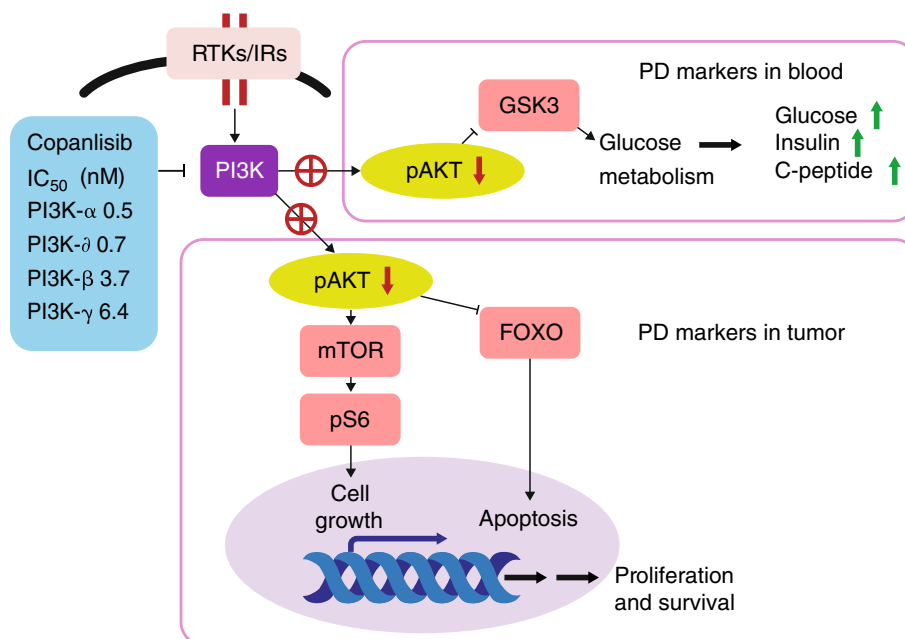 RTKs/IRs
Copanlisib
IC50 (nM)
PI3K-α 0.5
PI3K-∂ 0.7
PI3K-β 3.7
PI3K-γ 6.4
PI3K
PD markers in blood
GSK3
pAKT
Glucose
metabolism
Glucose
Insulin
C-peptide
PD markers in tumor
pAKT
mTOR
FOXO
pS6
Cell
growth
Apoptosis
Proliferation
and survival